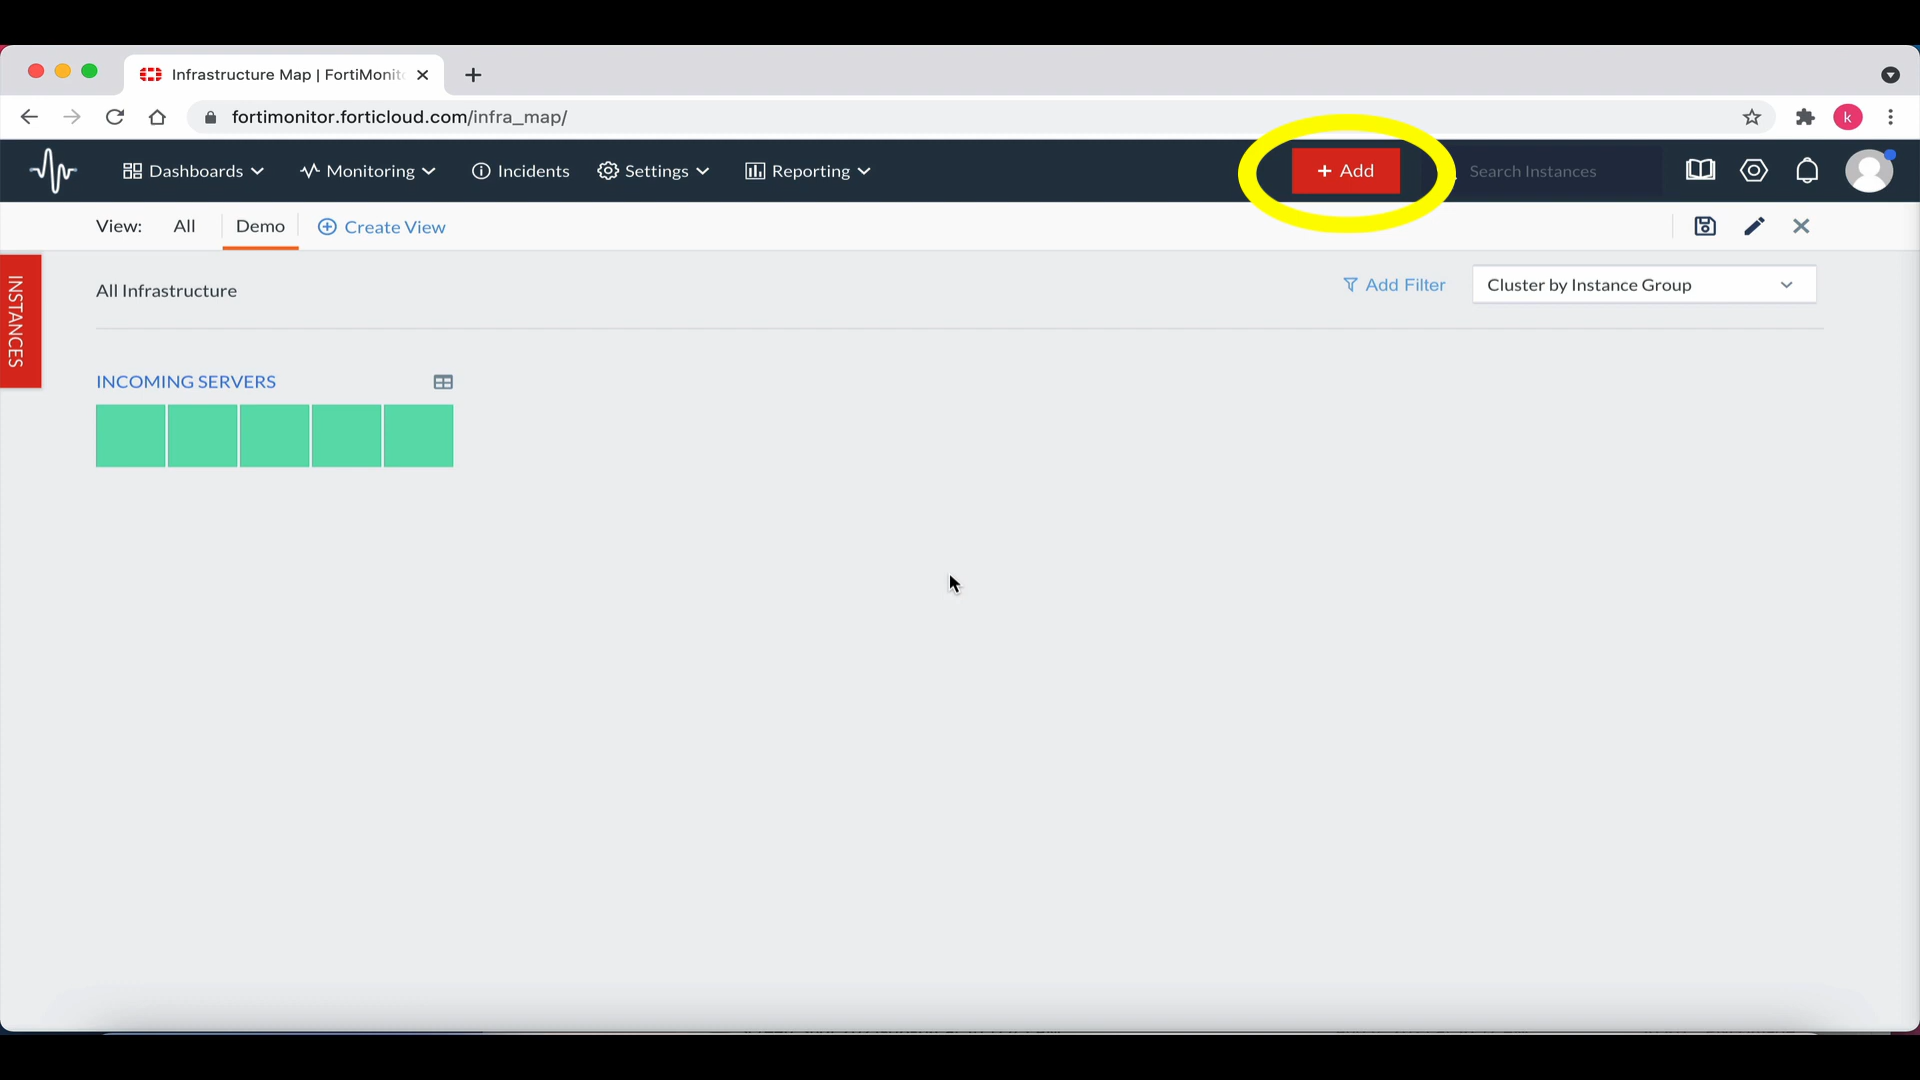 Infrastructure Map | FortiMonit
fortimonitor.forticloud.com/infra_map/
k
Dashboards
Monitoring
Incidents
Settings
Reporting
+ Add
Search Instances
View:
All
Demo
Create View
INSTANCES
All Infrastructure
Add Filter
Cluster by Instance Group
INCOMING SERVERS